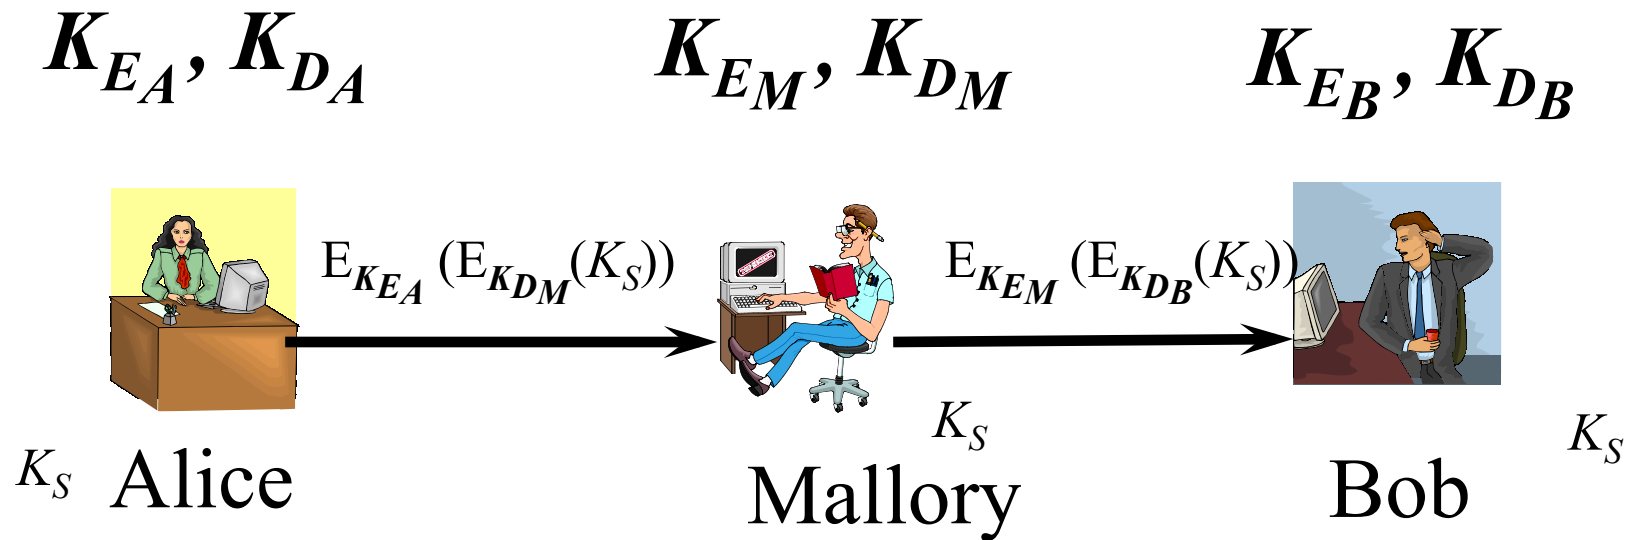 K_{E_A}, K_{D_A}
K_{E_M}, K_{D_M}
K_{E_B}, K_{D_B}
E_{K_{E_A}} (E_{K_{D_M}}(K_S))
E_{K_{E_M}} (E_{K_{D_B}}(K_S))
K_S
Alice
K_S
Mallory
K_S
Bob